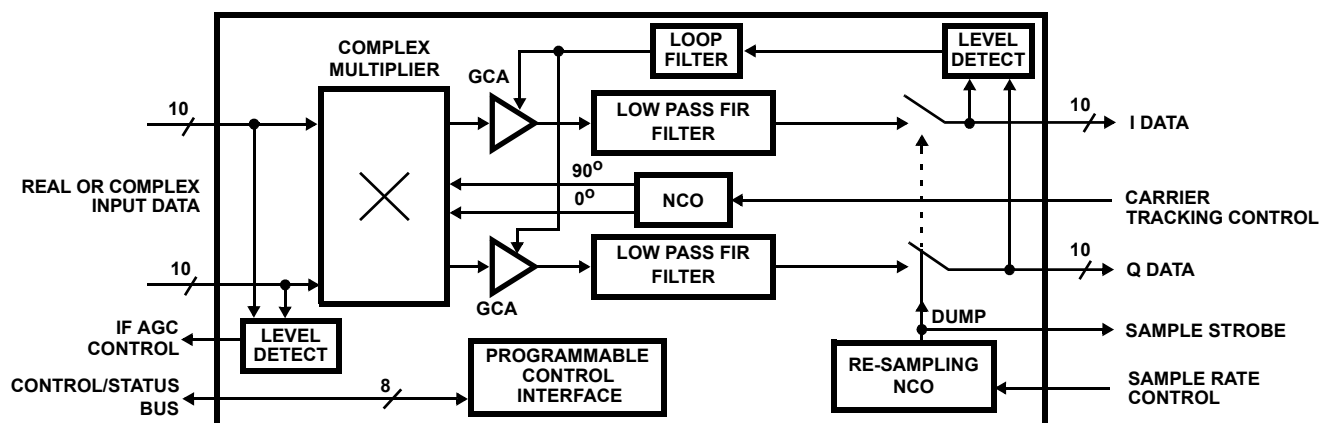 COMPLEX
MULTIPLIER
LOOP
FILTER
LEVEL
DETECT
GCA
10
LOW PASS FIR
FILTER
10
I DATA
REAL OR COMPLEX
INPUT DATA
90O
0O
NCO
CARRIER
TRACKING CONTROL
10
LOW PASS FIR
FILTER
10
Q DATA
GCA
IF AGC
CONTROL
LEVEL
DETECT
DUMP
SAMPLE STROBE
PROGRAMMABLE
CONTROL
INTERFACE
RE-SAMPLING
NCO
CONTROL/STATUS
BUS
8
SAMPLE RATE
CONTROL